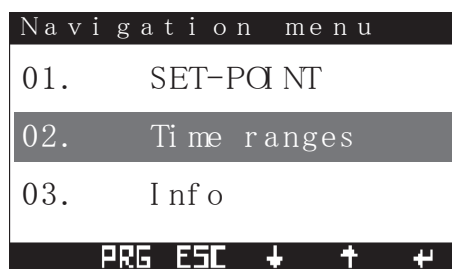 Navigation menu
01. SET-POINT
02. Time ranges
03. Info
PRG ESC ↓ ↑ ↵